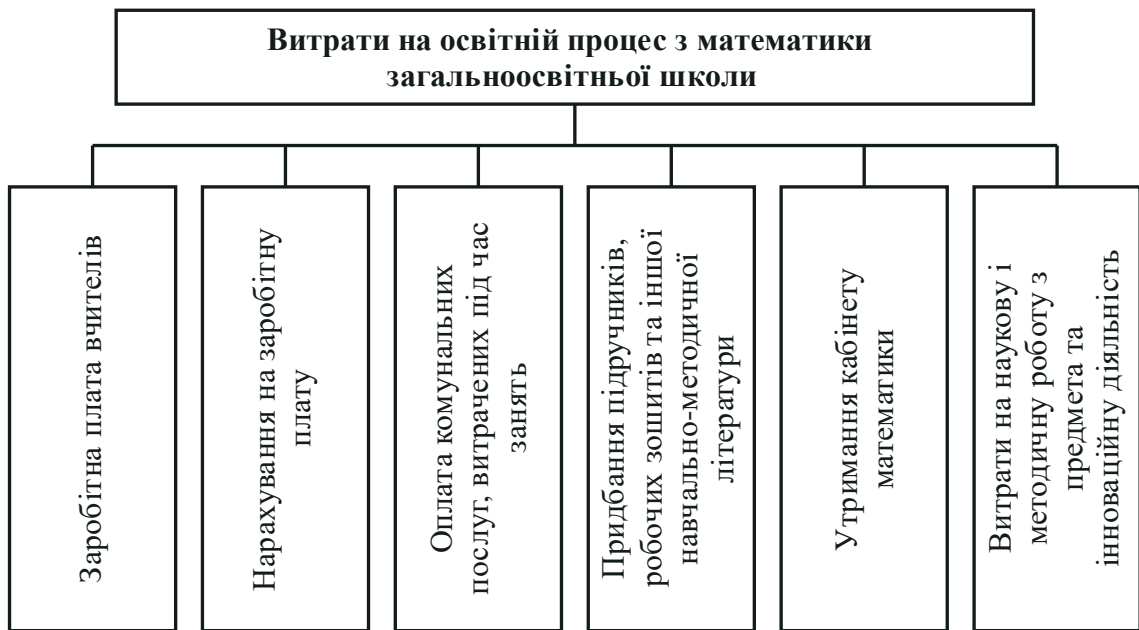 Витрати на освітній процес з математики
загальноосвітньої школи
Заробітна плата вчителів
Нарахування на заробітну
плату
Оплата комунальних
послуг, витрачених під час
занять
Придбання підручників,
робочих зошитів та іншої
навчально-методичної
літератури
Утримання кабінету
математики
Витрати на наукову і
методичну роботу з
предмета та
інноваційну діяльність